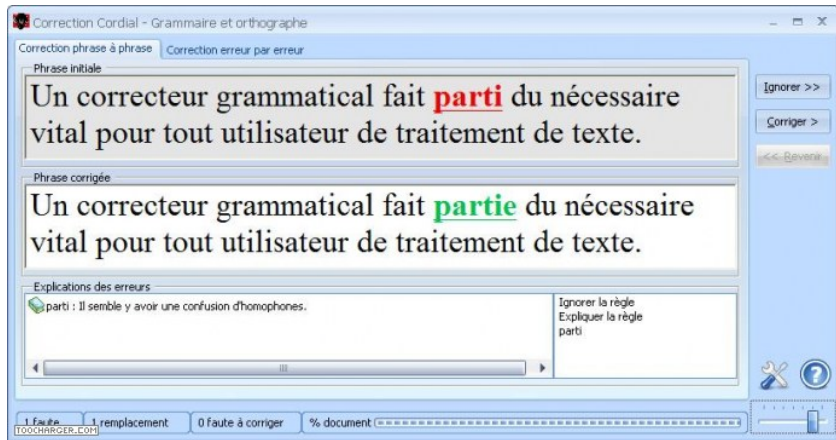 Correction Cordial - Grammaire et orthographe
Correction phrase à phrase
Correction erreur par erreur
Phrase initiale
Un correcteur grammatical fait parti du nécessaire
vital pour tout utilisateur de traitement de texte.
Ignorer >>
Corriger >
<< Revenir
Phrase corrigée
Un correcteur grammatical fait partie du nécessaire
vital pour tout utilisateur de traitement de texte.
Explications des erreurs
parti : Il semble y avoir une confusion d'homophones.
Ignorer la règle
Expliquer la règle
parti
1 faute
1 remplacement
0 faute à corriger
% document
TOOCHARGER.COM